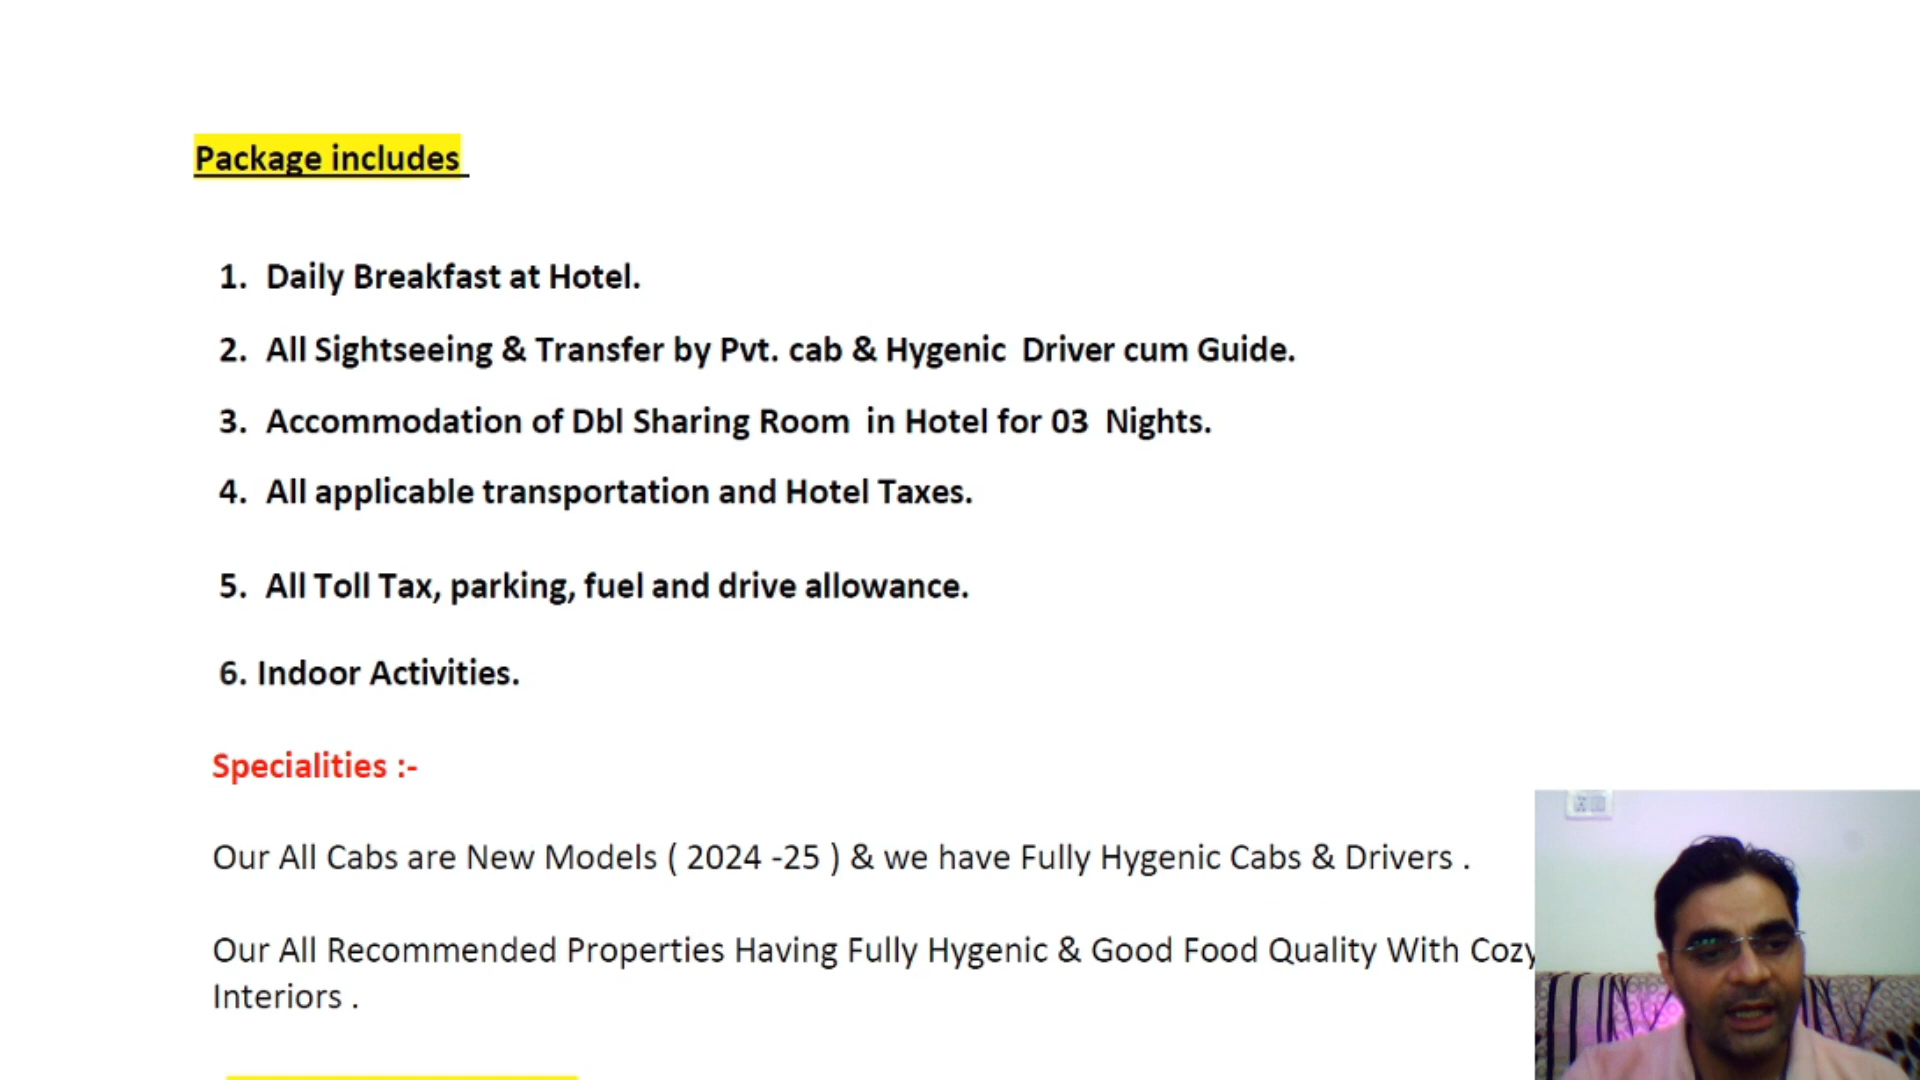 Package includes
1. Daily Breakfast at Hotel.
2. All Sightseeing & Transfer by Pvt. cab & Hygenic Driver cum Guide.
3. Accommodation of Dbl Sharing Room in Hotel for 03 Nights.
4. All applicable transportation and Hotel Taxes.
5. All Toll Tax, parking, fuel and drive allowance.
6. Indoor Activities.
Specialities :-
Our All Cabs are New Models ( 2024 -25 ) & we have Fully Hygenic Cabs & Drivers .
Our All Recommended Properties Having Fully Hygenic & Good Food Quality With Cozy
Interiors .